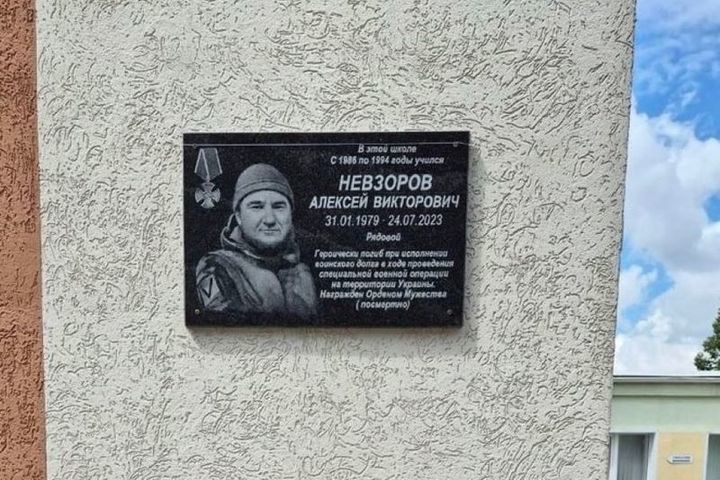 В этой школе
С 1986 по 1994 годы учился
НЕВЗОРОВ
АЛЕКСЕЙ ВИКТОРОВИЧ
31.01.1979 - 24.07.2023
Рядовой
Героически погиб при исполнении
воинского долга в ходе проведения
специальной военной операции
на территории Украины.
Награжден Орденом Мужества
( посмертно)